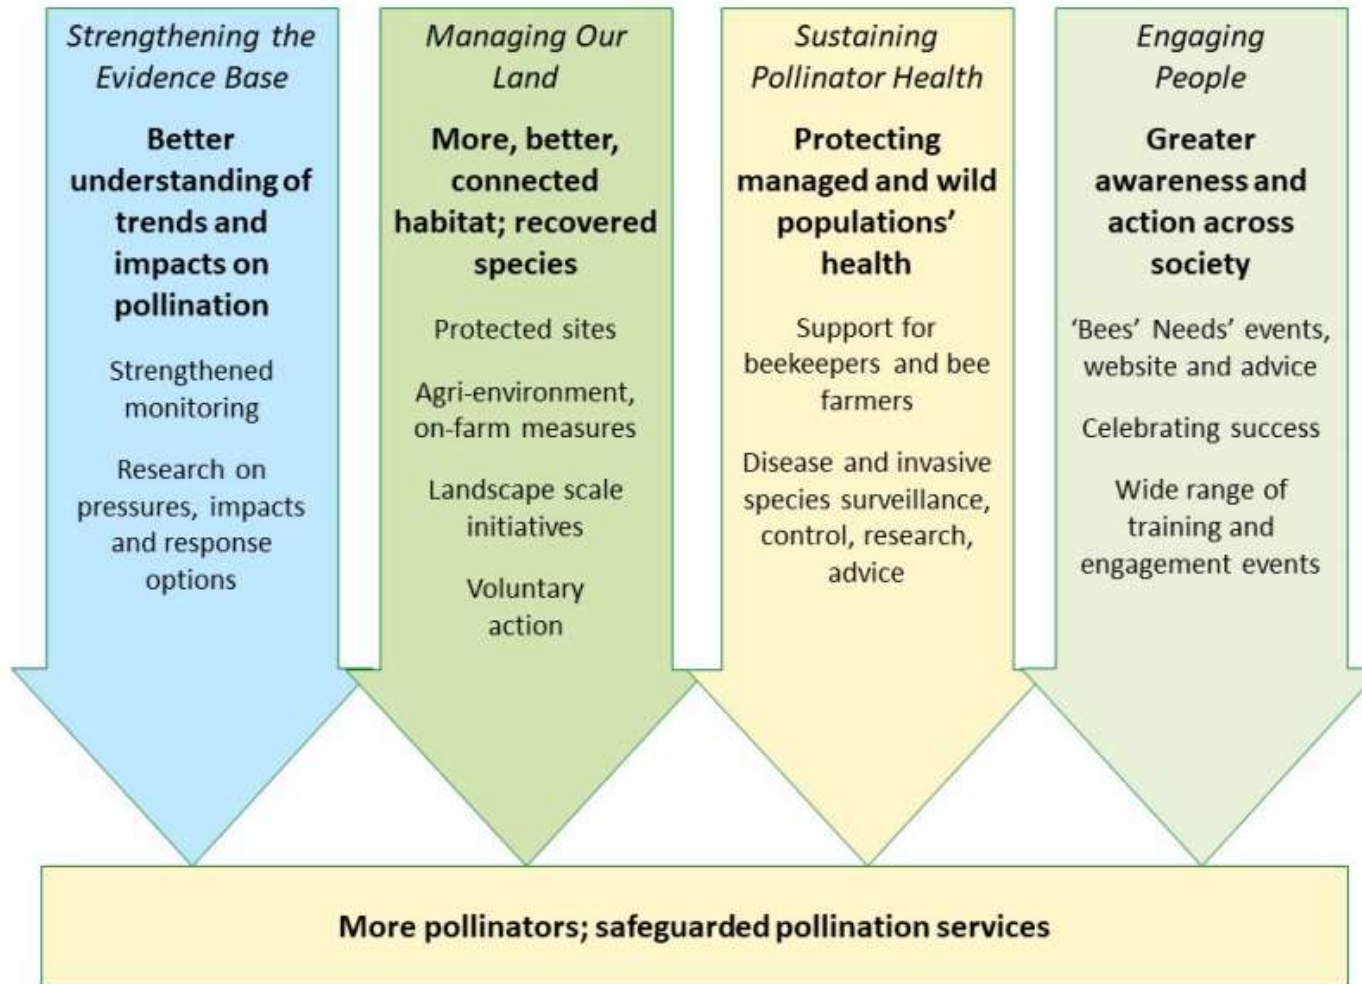 Strengthening the
Evidence Base
Better
understanding of
trends and
impacts on
pollination
Strengthened
monitoring
Research on
pressures, impacts
and response
options
Managing Our
Land
More, better,
connected
habitat; recovered
species
Protected sites
Agri-environment,
on-farm measures
Landscape scale
initiatives
Voluntary
action
Sustaining
Pollinator Health
Protecting
managed and wild
populations’
health
Support for
beekeepers and bee
farmers
Disease and invasive
species surveillance,
control, research,
advice
Engaging
People
Greater
awareness and
action across
society
‘Bees’ Needs’ events,
website and advice
Celebrating success
Wide range of
training and
engagement events
More pollinators; safeguarded pollination services